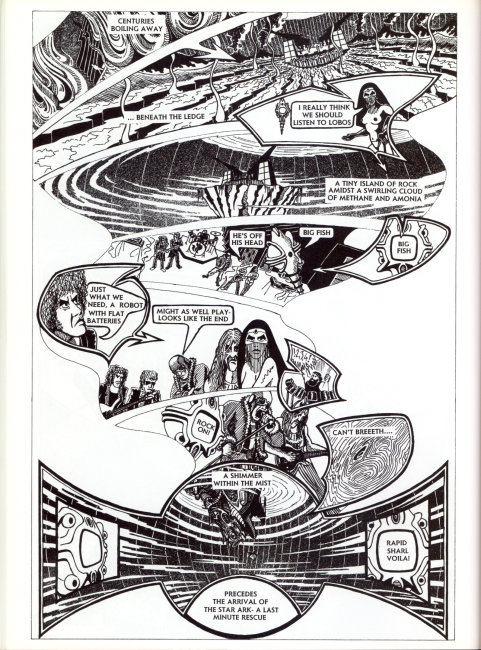 CENTURIES
BOILING AWAY
... BENEATH THE LEDGE
I REALLY THINK
WE SHOULD
LISTEN TO LOBOS
A TINY ISLAND OF ROCK
AMIDST A SWIRLING CLOUD
OF METHANE AND AMONIA
HE'S OFF
HIS HEAD
BIG FISH
BIG
FISH
JUST
WHAT WE
NEED, A ROBOT
WITH FLAT
BATTERIES
MIGHT AS WELL PLAY-
LOOKS LIKE THE END
ROCK
ON!
CAN'T BREEETH....
A SHIMMER
WITHIN THE MIST
RAPID
SHARL
VOILA!
PRECEDES
THE ARRIVAL OF
THE STAR ARK- A LAST
MINUTE RESCUE